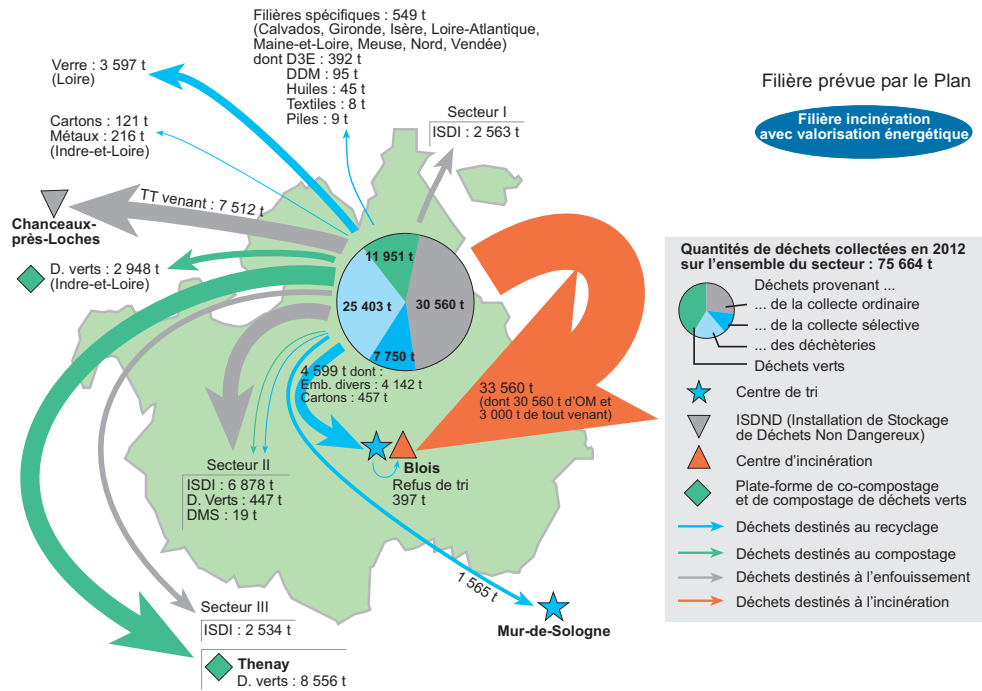 Filières spécifiques : 549 t
(Calvados, Gironde, Isère, Loire-Atlantique,
Maine-et-Loire, Meuse, Nord, Vendée)
dont D3E : 392 t
DDM : 95 t
Huiles : 45 t
Textiles : 8 t
Piles : 9 t
Verre : 3 597 t
(Loire)
Cartons : 121 t
Métaux : 216 t
(Indre-et-Loire)
Secteur I
ISDI : 2 563 t
TT venant : 7 512 t
Chanceaux-
près-Loches
D. verts : 2 948 t
(Indre-et-Loire)
11 951 t
25 403 t
30 560 t
7 750 t
4 599 t dont :
Emb. divers : 4 142 t
Cartons : 457 t
33 560 t
(dont 30 560 t d'OM et
3 000 t de tout venant)
Blois
Refus de tri
397 t
Secteur II
ISDI : 6 878 t
D. Verts : 447 t
DMS : 19 t
1 565 t
Mur-de-Sologne
Secteur III
ISDI : 2 534 t
Thenay
D. verts : 8 556 t
Filière prévue par le Plan
Filière incinération
avec valorisation énergétique
Quantités de déchets collectées en 2012
sur l'ensemble du secteur : 75 664 t
Déchets provenant ...
... de la collecte ordinaire
... de la collecte sélective
... des déchèteries
Déchets verts
Centre de tri
ISDND (Installation de Stockage
de Déchets Non Dangereux)
Centre d'incinération
Plate-forme de co-compostage
et de compostage de déchets verts
Déchets destinés au recyclage
Déchets destinés au compostage
Déchets destinés à l'enfouissement
Déchets destinés à l'incinération